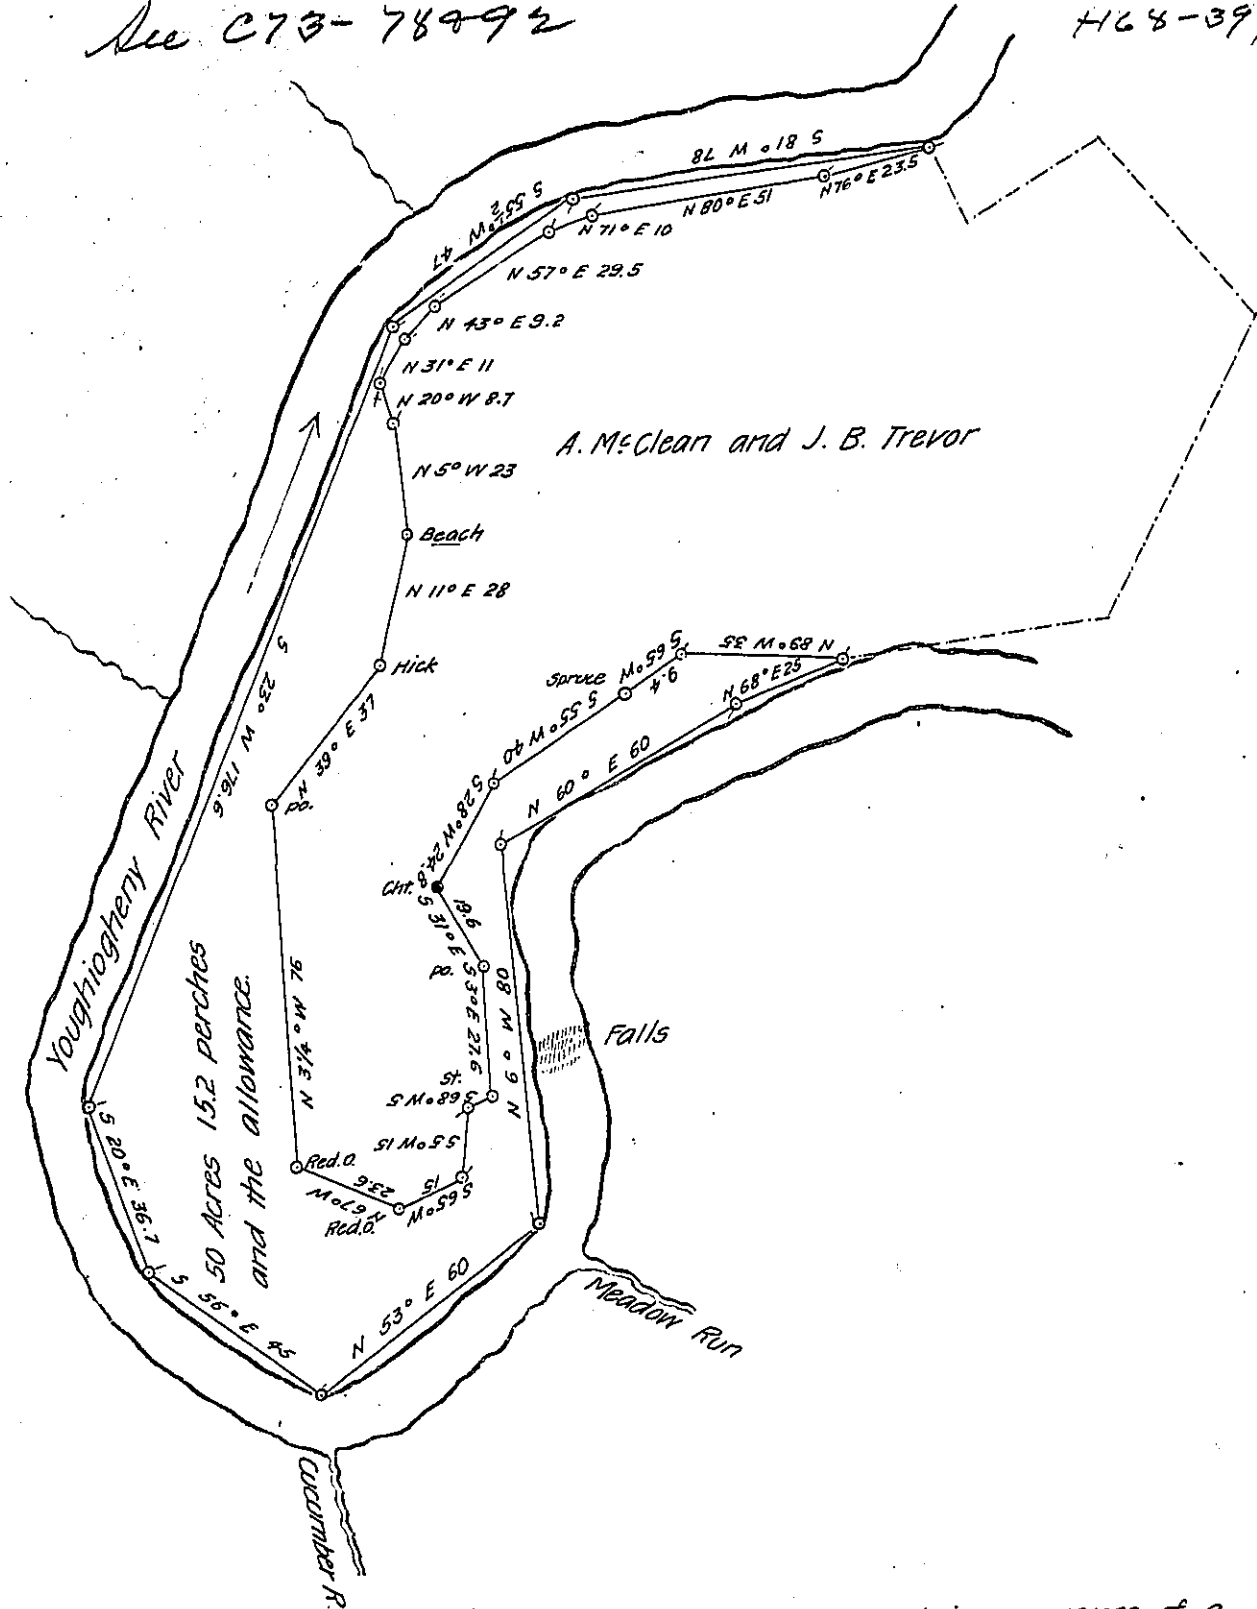 See C73-78792
H68-39,
S 81° W 78
N 76° E 23.5
N 80° E 51
N 71° E 10
S 55½° W 47
N 57° E 29.5
N 43° E 9.2
N 31° E 11
N 20° W 8.7
A. McClean and J. B. Trevor
N 5° W 23
Beach
N 11° E 28
Hick
N 39° E 37
po.
S 23° W 176.6
Youghiogheny River
N 89° W 35
S 65° W 9.4
Spruce
N 68° E 25
S 55° W 40
N 60° E 60
S 28° W 24.8
Cht.
S 31° E 19.6
po.
S 3° E 27.6
N 6° W 80
Falls
N 3¼° W 76
St.
S 68° W 5
S 5° W 15
S 65° W 15
Red.O.
N 67° W 23.6
Red.O.
50 Acres 152 perches
and the allowance.
S 20° E 36.7
S 56° E 45
N 53° E 60
Meadow Run
Cucumber R.